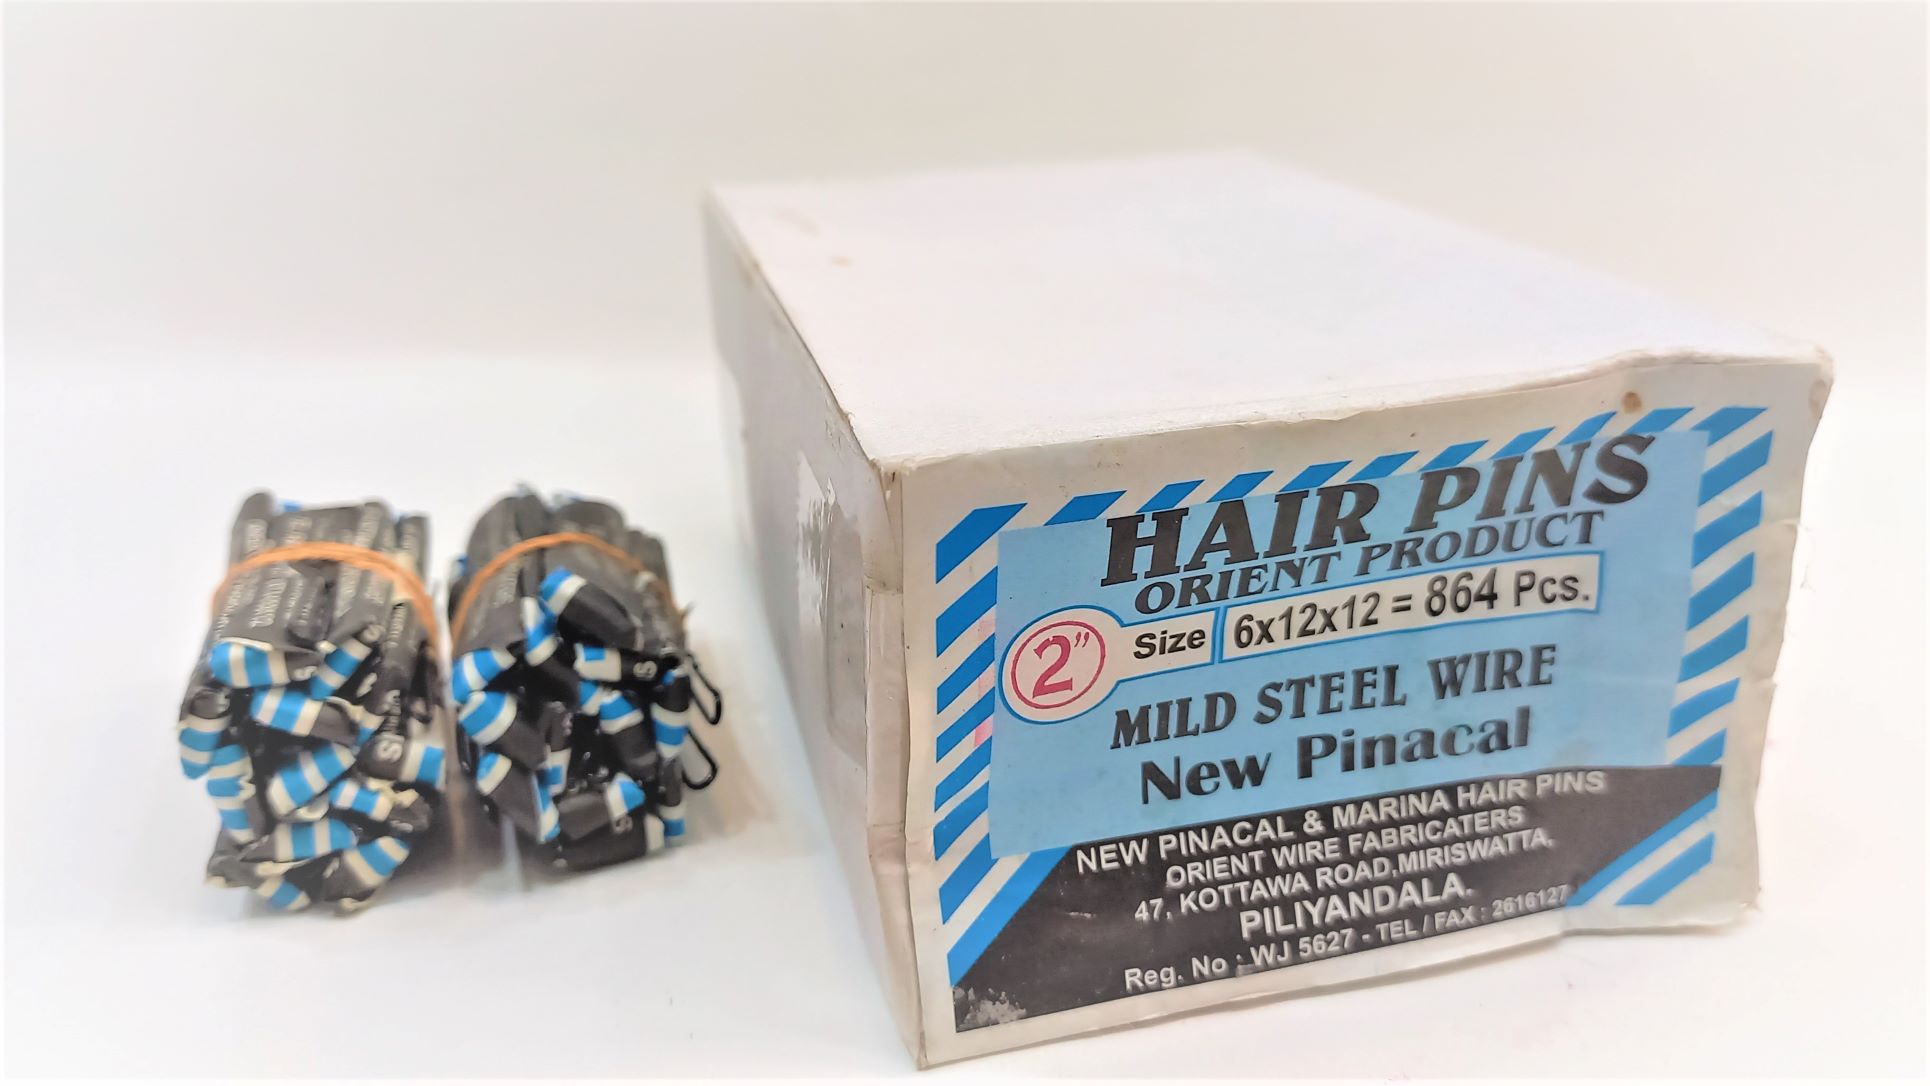 HAIR PINS
ORIENT PRODUCT
2" Size 6x12x12 = 864 Pcs.
MILD STEEL WIRE
New Pinacal
NEW PINACAL & MARINA HAIR PINS
ORIENT WIRE FABRICATERS
47, KOTTAWA ROAD,MIRISWATTA,
PILIYANDALA.
Reg. No : WJ 5627 - TEL / FAX : 2616127